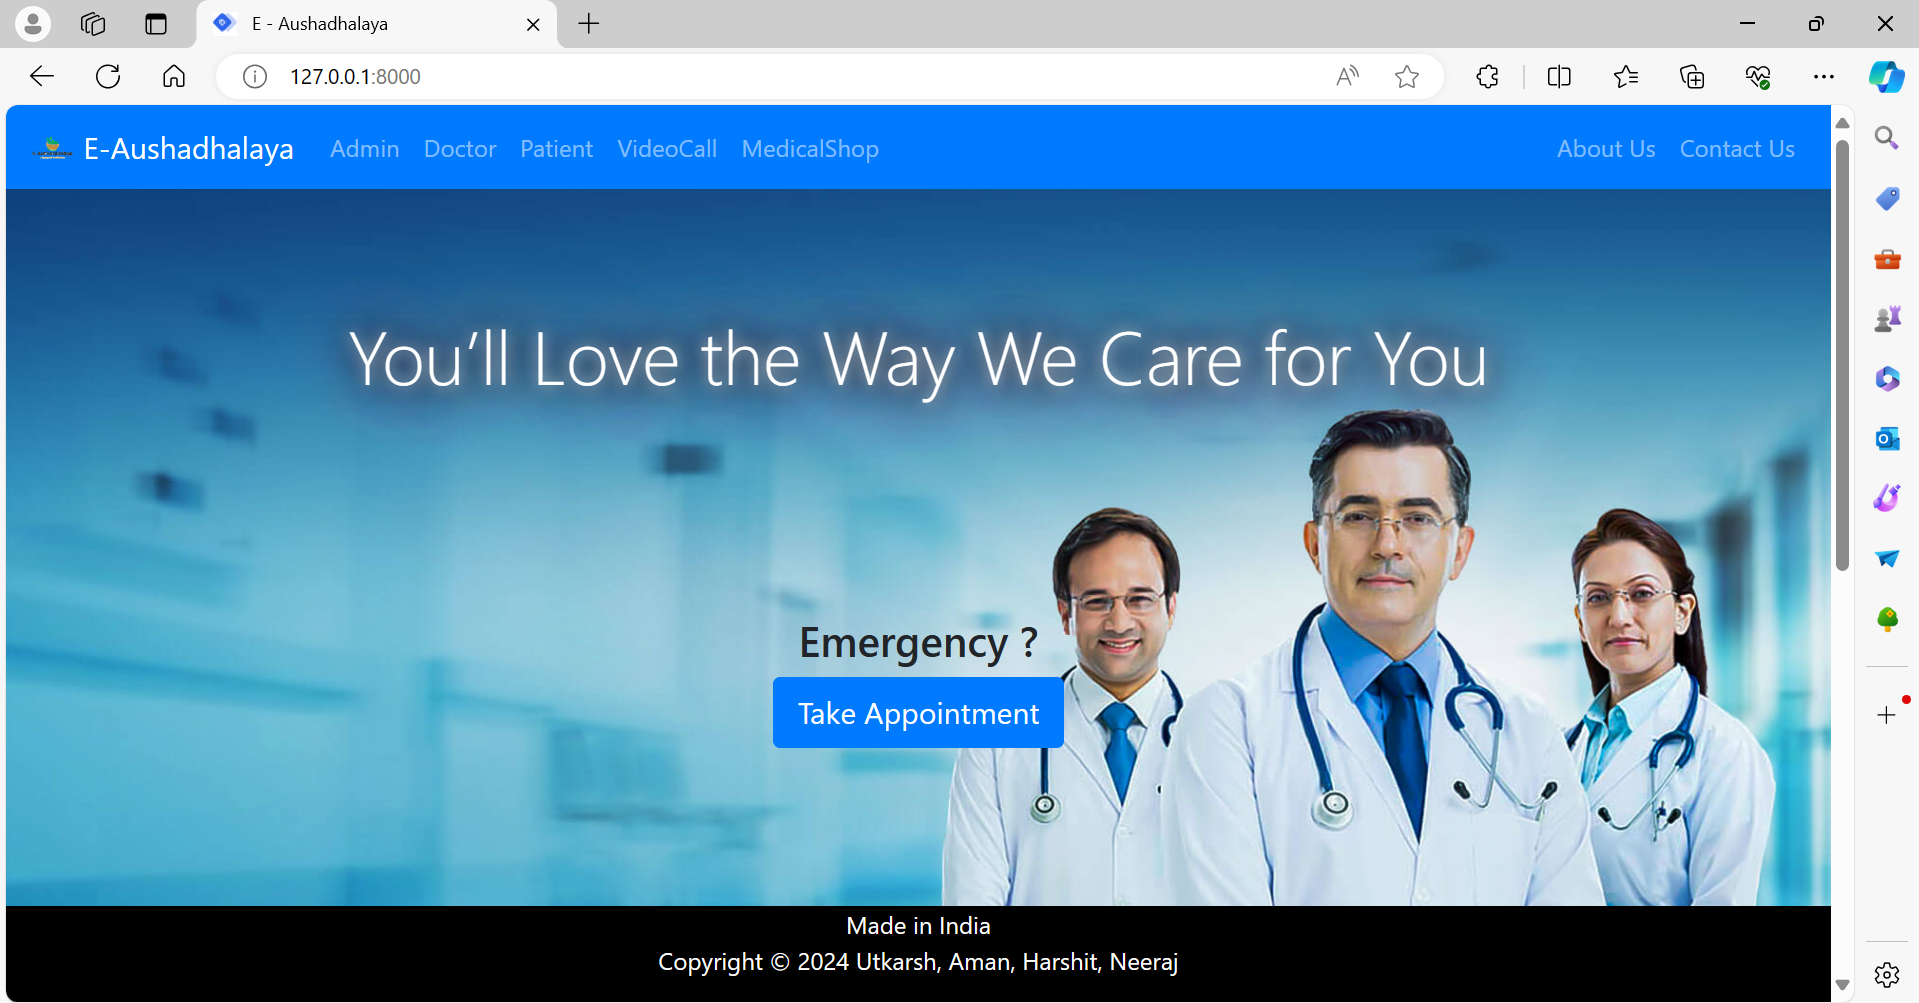 E - Aushadhalaya
127.0.0.1:8000
E-Aushadhalaya Admin Doctor Patient VideoCall MedicalShop About Us Contact Us
You’ll Love the Way We Care for You
Emergency ?
Take Appointment
Made in India
Copyright © 2024 Utkarsh, Aman, Harshit, Neeraj